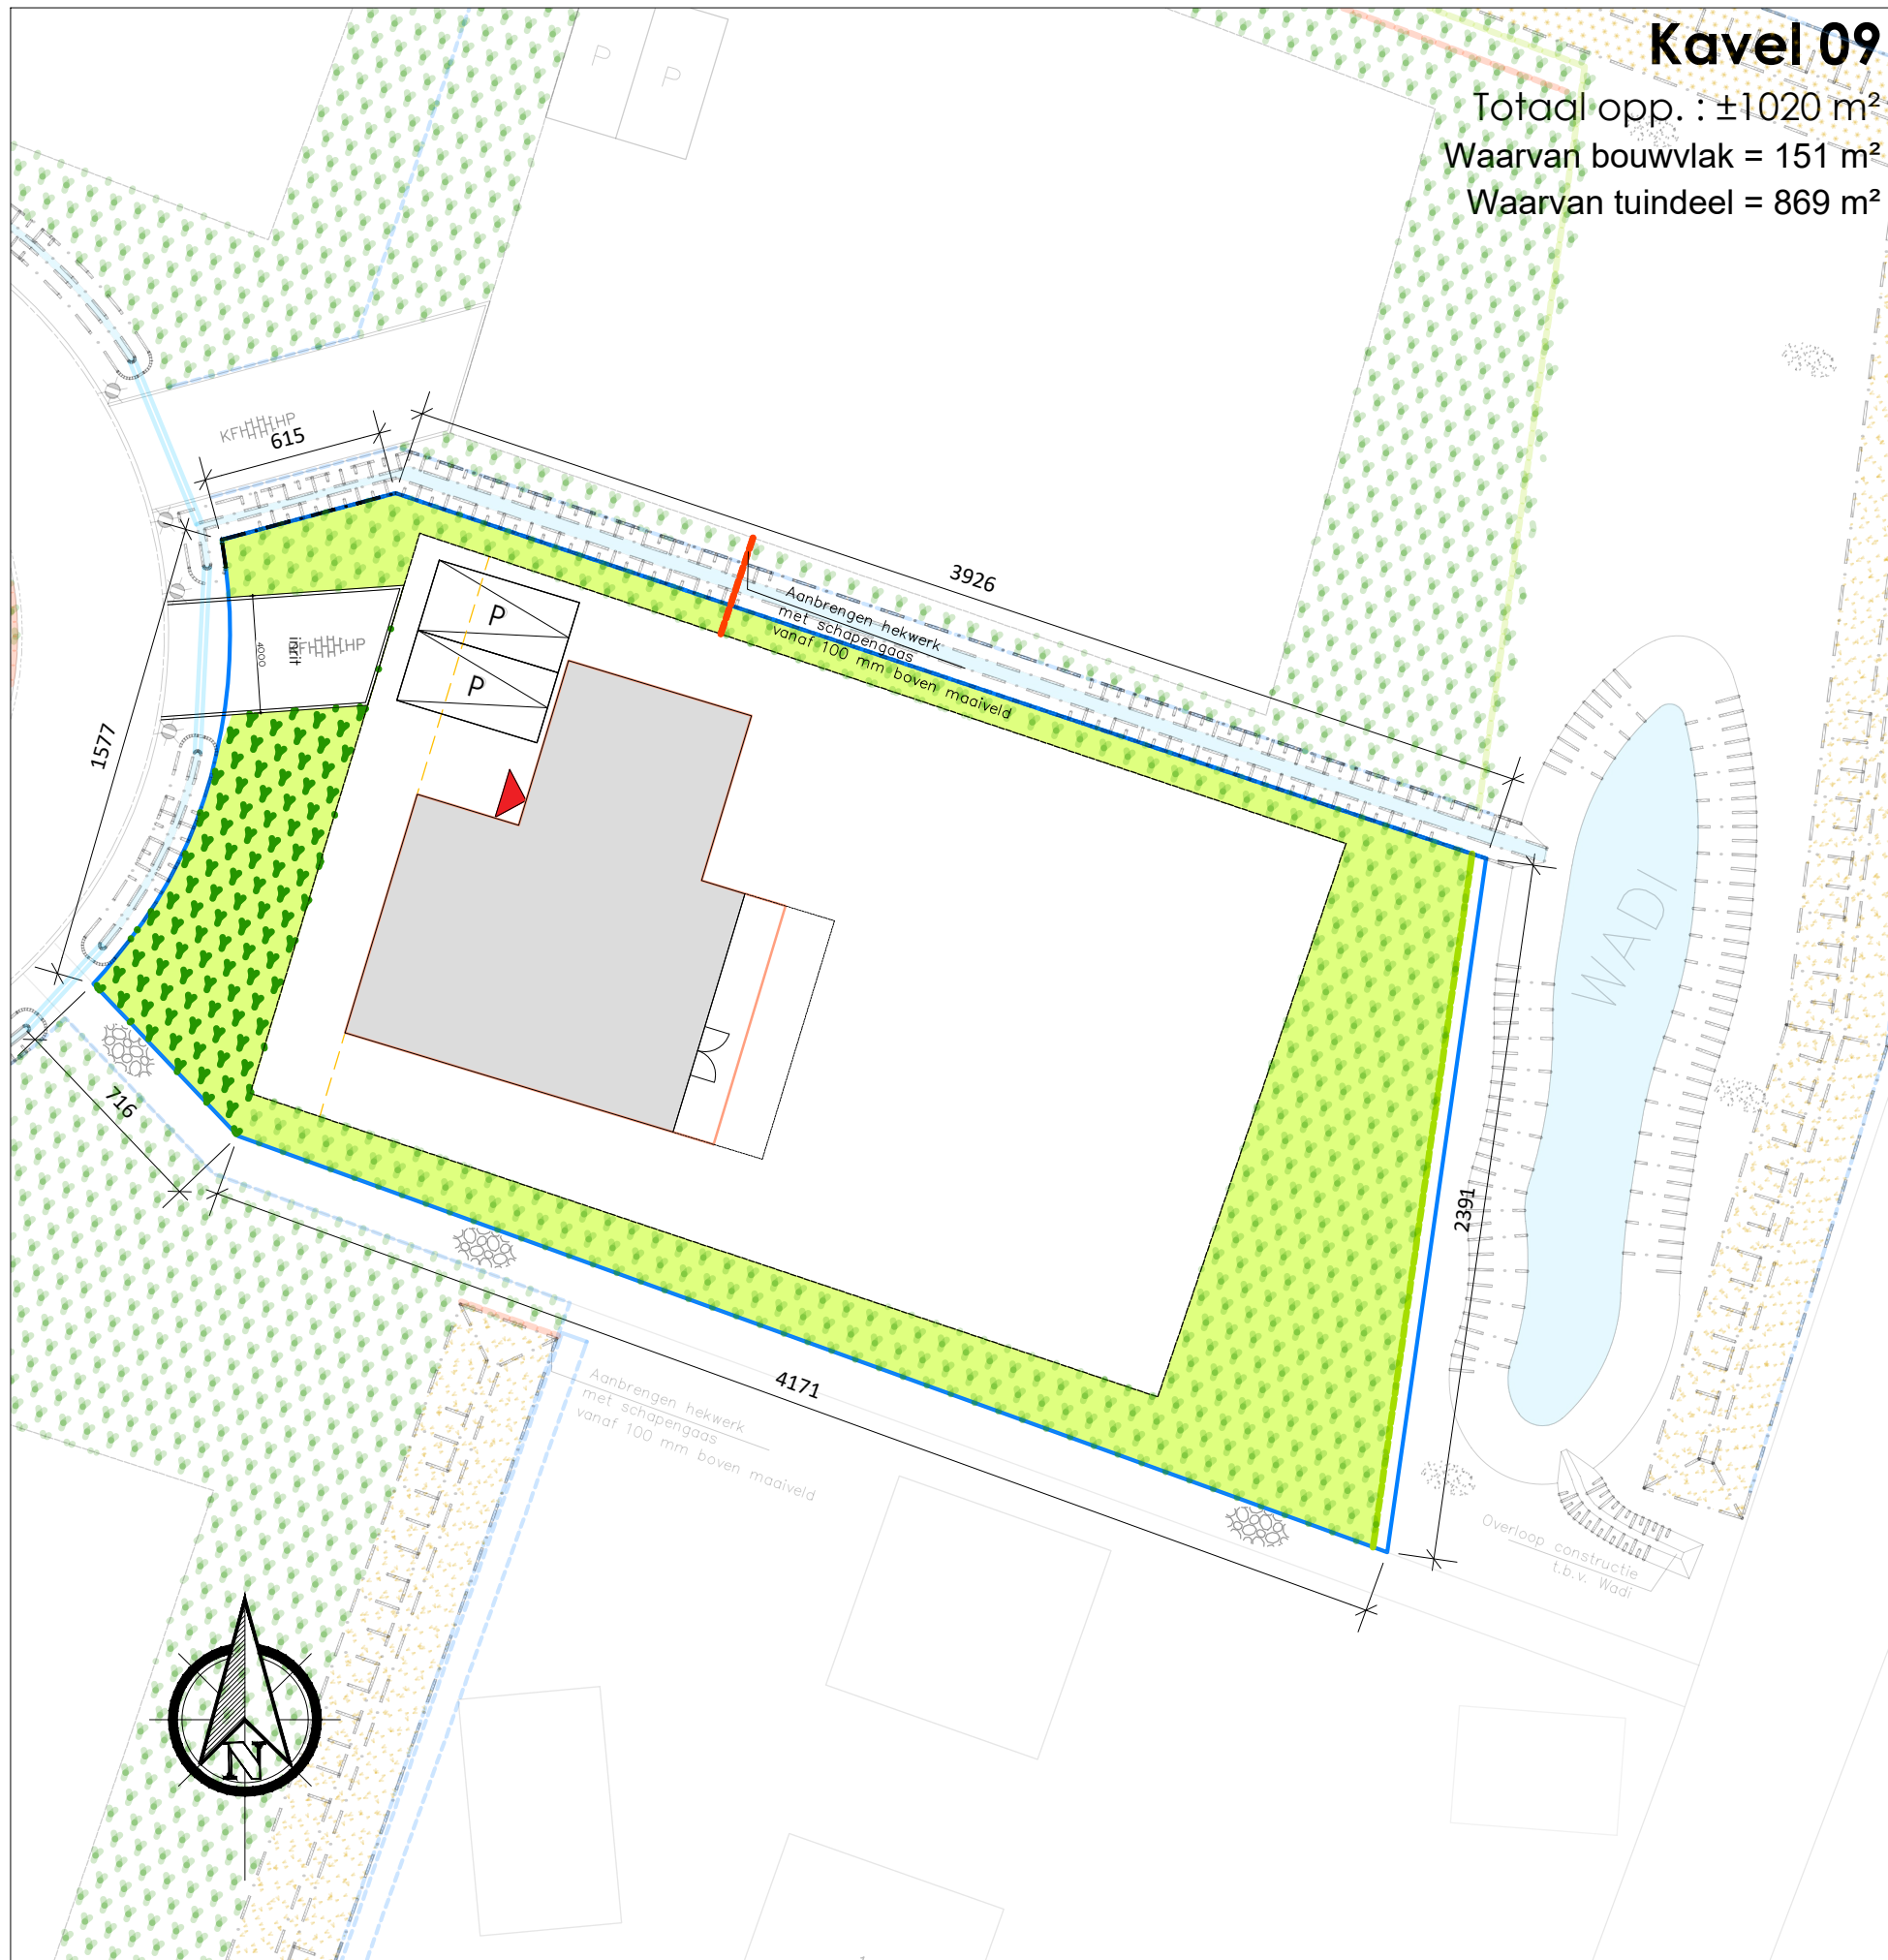 Kavel 09
Totaal opp. : ±1020 m²
Waarvan bouwvlak = 151 m²
Waarvan tuindeel = 869 m²
P
P
615
3926
Aanbrengen hekwerk
met schapengaas
vanaf 100 mm boven maaiveld
P
P
inrit
4000
1577
WADI
716
2391
4171
Aanbrengen hekwerk
met schapengaas
vanaf 100 mm boven maaiveld
Overloop constructie
t.b.v. Wadi
N